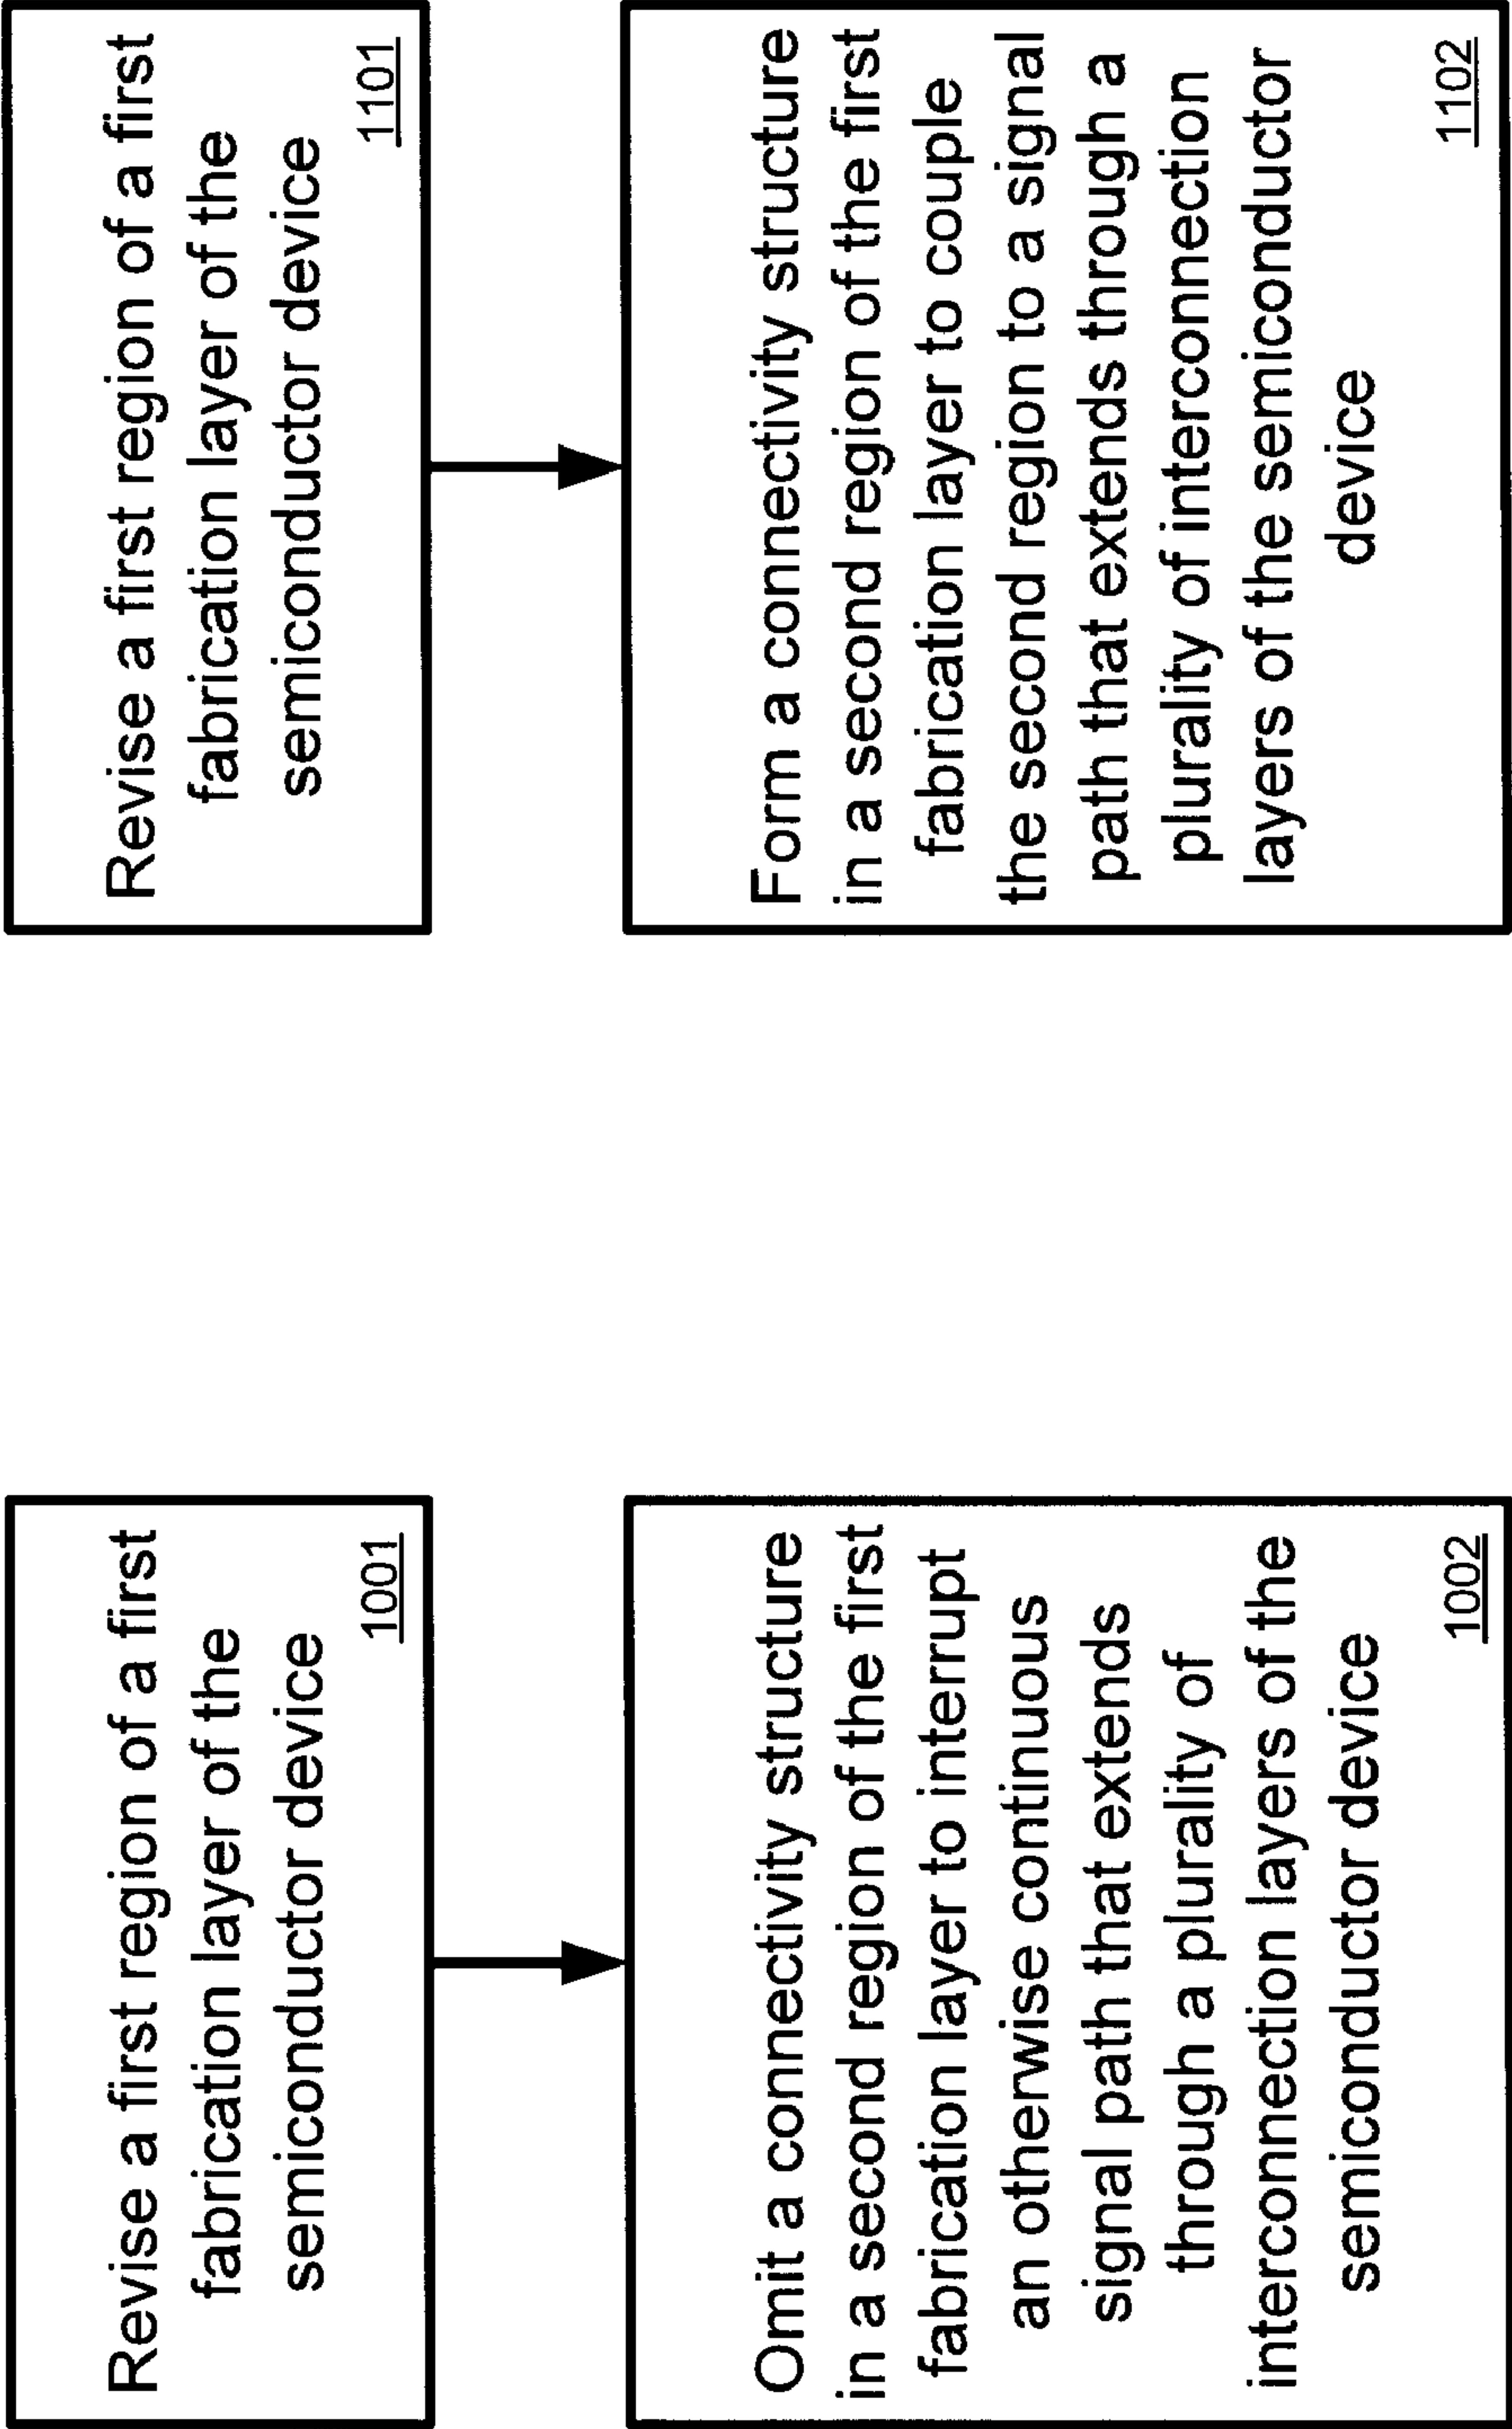 Revise a first region of a first
fabrication layer of the
semiconductor device
1001
Omit a connectivity structure
in a second region of the first
fabrication layer to interrupt
an otherwise continuous
signal path that extends
through a plurality of
interconnection layers of the
semiconductor device
1002
Revise a first region of a first
fabrication layer of the
semiconductor device
1101
Form a connectivity structure
in a second region of the first
fabrication layer to couple
the second region to a signal
path that extends through a
plurality of interconnection
layers of the semiconductor
device
1102